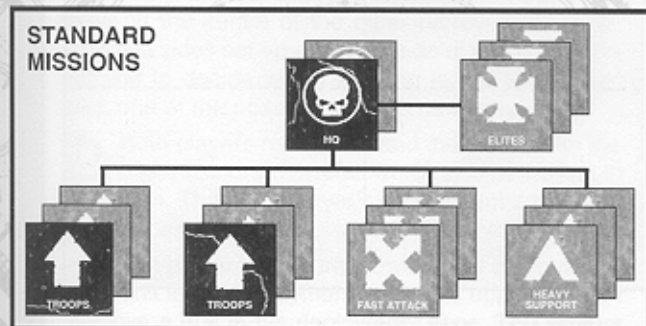 STANDARD
MISSIONS
HQ
ELITES
TROOPS
TROOPS
FAST ATTACK
HEAVY
SUPPORT